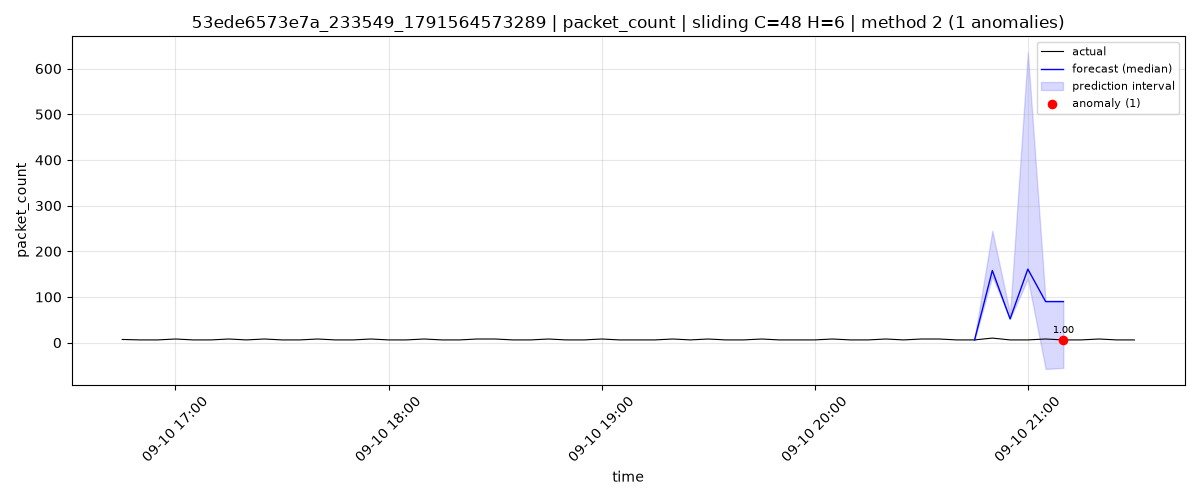 53ede6573e7a_233549_1791564573289 | packet_count | sliding C=48 H=6 | method 2 (1 anomalies)
actual
forecast (median)
prediction interval
anomaly (1)
600
500
400
300
200
100
0
packet_count
1.00
09-10 17:00
09-10 18:00
09-10 19:00
09-10 20:00
09-10 21:00
time